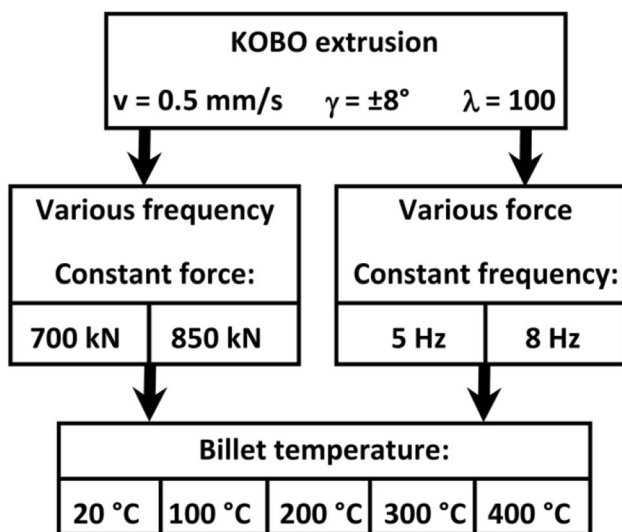 KOBO extrusion
v = 0.5 mm/s γ = ±8° λ = 100
Various frequency
Constant force:
700 kN 850 kN
Various force
Constant frequency:
5 Hz 8 Hz
Billet temperature:
20 °C 100 °C 200 °C 300 °C 400 °C